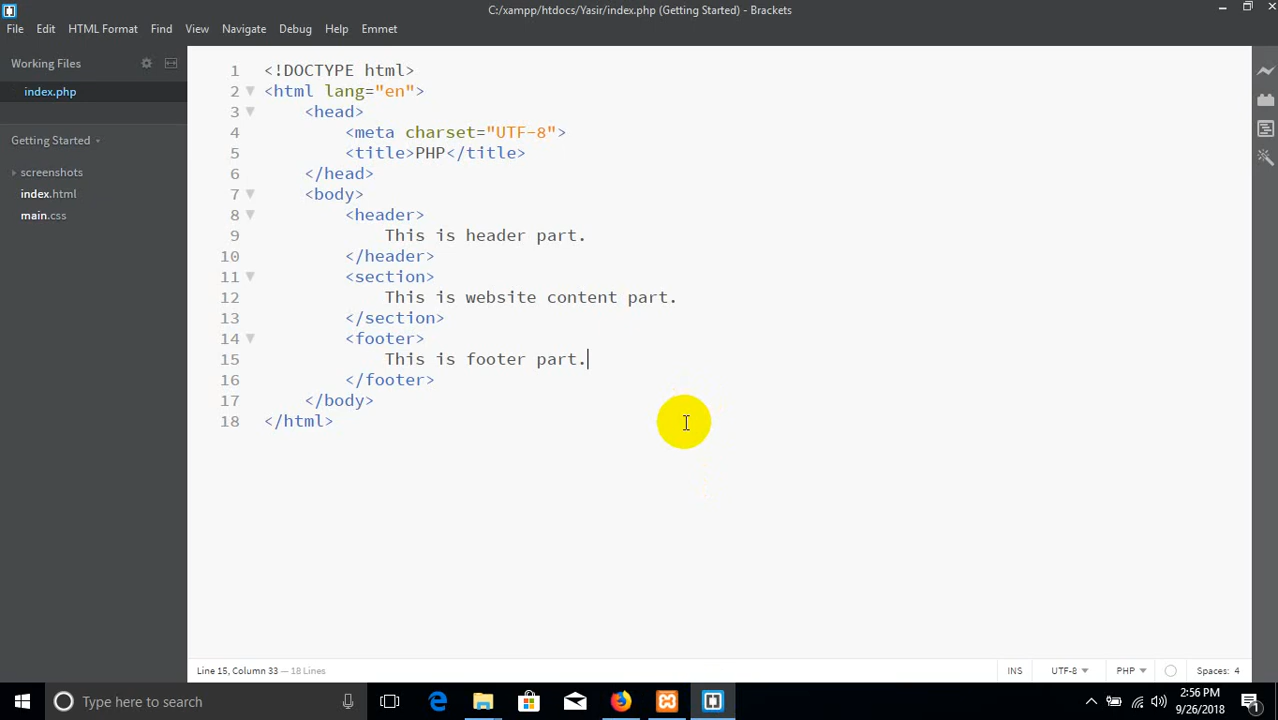 C:/xampp/htdocs/Yasir/index.php (Getting Started) - Brackets
File Edit View Navigate Debug Help Emmet
Working Files
index.php
Getting Started
screenshots
index.html
main.css
1 <!DOCTYPE html>
2 <html lang="en">
3 <head>
4 <meta charset="UTF-8">
5 <title>PHP</title>
6 </head>
7 <body>
8 <header>
9 This is header part.
10 </header>
11 <section>
12 This is website content part.
13 </section>
14 <footer>
15 This is footer part.
16 </footer>
17 </body>
18 </html>
Line 15, Column 33 — 18 Lines
INS UTF-8 PHP Spaces: 4
Type here to search
2:56 PM
9/26/2018
1